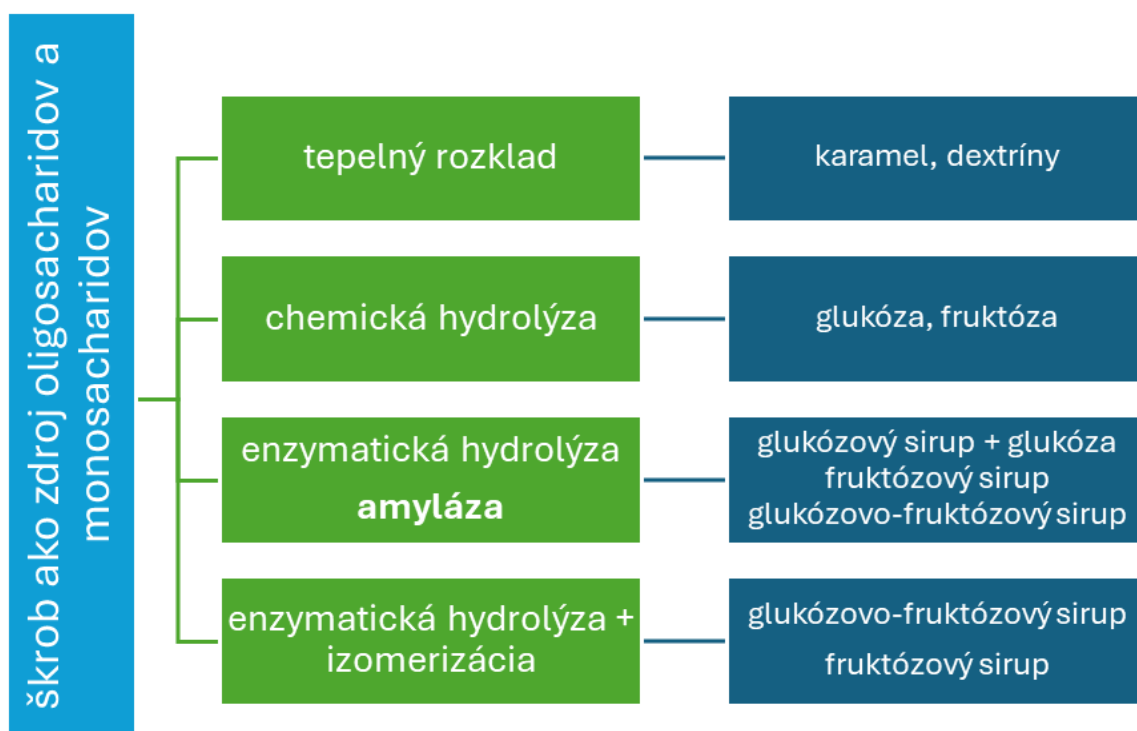 škrob ako zdroj oligosacharidov a
monosacharidov
tepelný rozklad
karamel, dextríny
chemická hydrolýza
glukóza, fruktóza
enzymatická hydrolýza
amyláza
glukózový sirup + glukóza
fruktózový sirup
glukózovo-fruktózový sirup
enzymatická hydrolýza +
izomerizácia
glukózovo-fruktózový sirup
fruktózový sirup